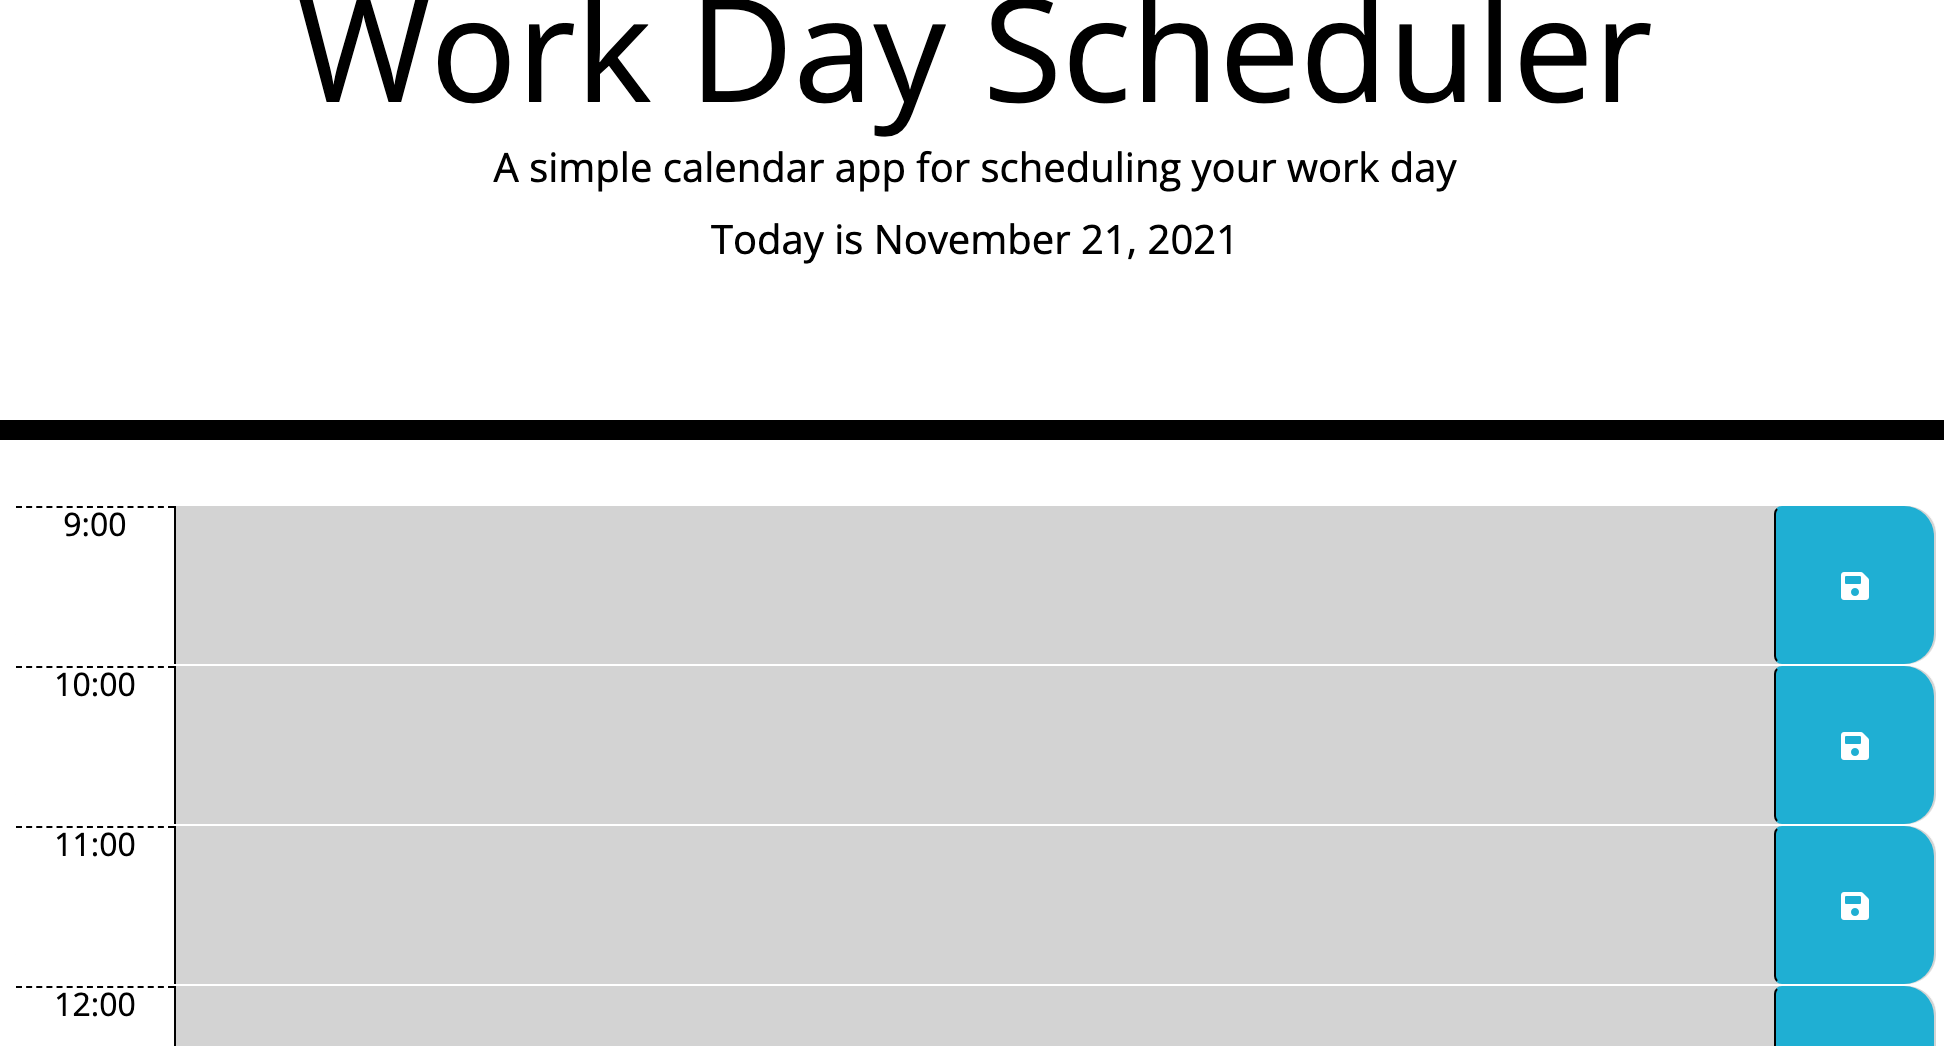 Work Day Scheduler
A simple calendar app for scheduling your work day
Today is November 21, 2021
9:00
10:00
11:00
12:00